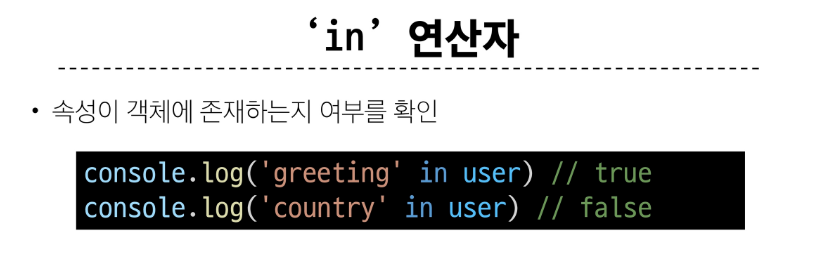 ‘in’ 연산자
• 속성이 객체에 존재하는지 여부를 확인
console.log('greeting' in user) // true
console.log('country' in user) // false